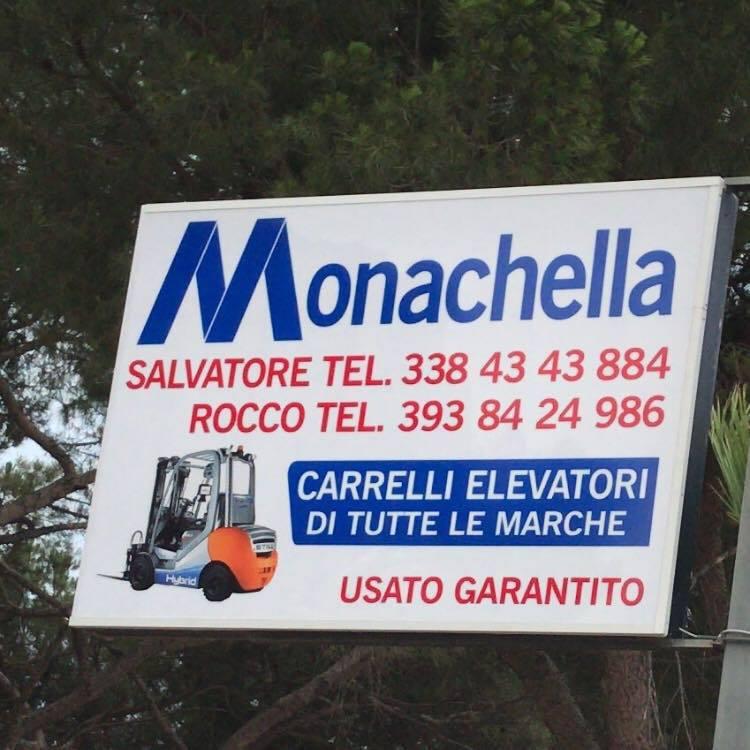 Monachella
SALVATORE TEL. 338 43 43 884
ROCCO TEL. 393 84 24 986
CARRELLI ELEVATORI
DI TUTTE LE MARCHE
STILL
Hybrid
USATO GARANTITO